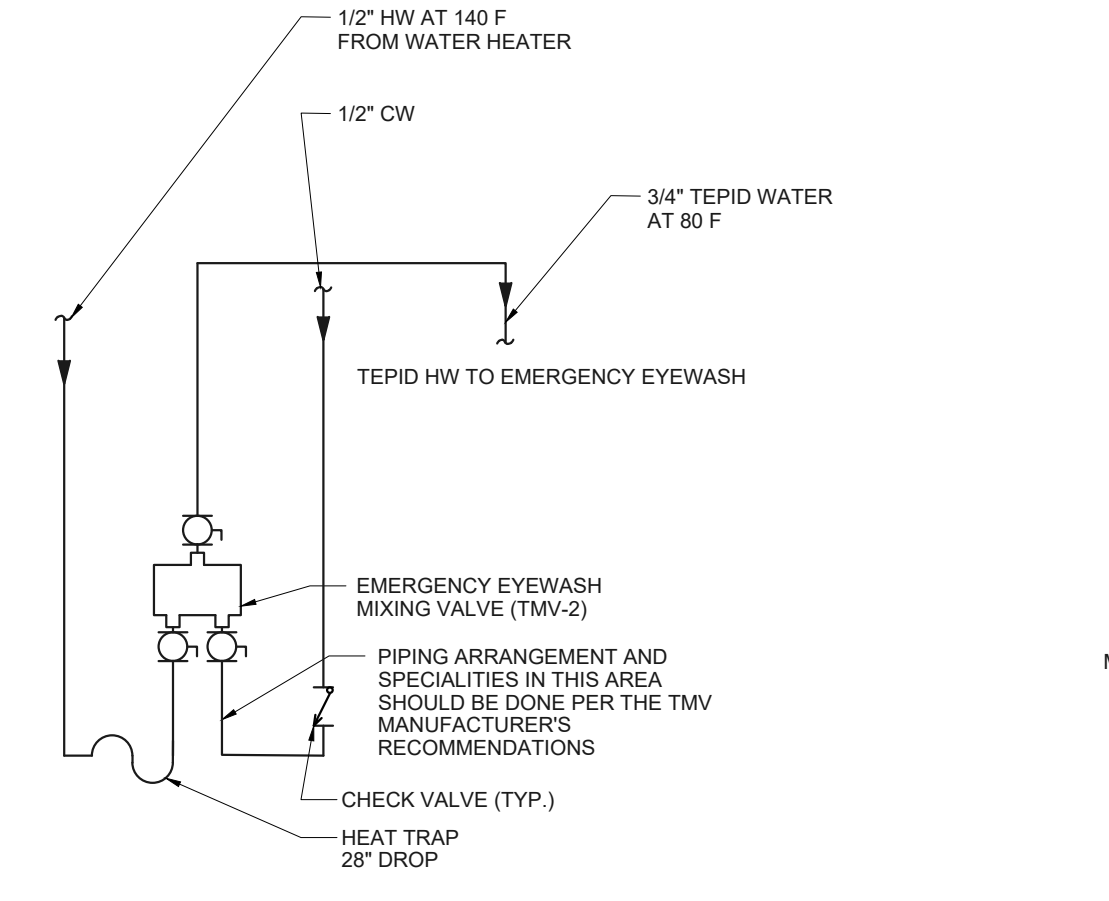 1/2" HW AT 140 F
FROM WATER HEATER
1/2" CW
3/4" TEPID WATER
AT 80 F
TEPID HW TO EMERGENCY EYEWASH
EMERGENCY EYEWASH
MIXING VALVE (TMV-2)
PIPING ARRANGEMENT AND
SPECIALITIES IN THIS AREA
SHOULD BE DONE PER THE TMV
MANUFACTURER'S
RECOMMENDATIONS
CHECK VALVE (TYP.)
HEAT TRAP
28" DROP